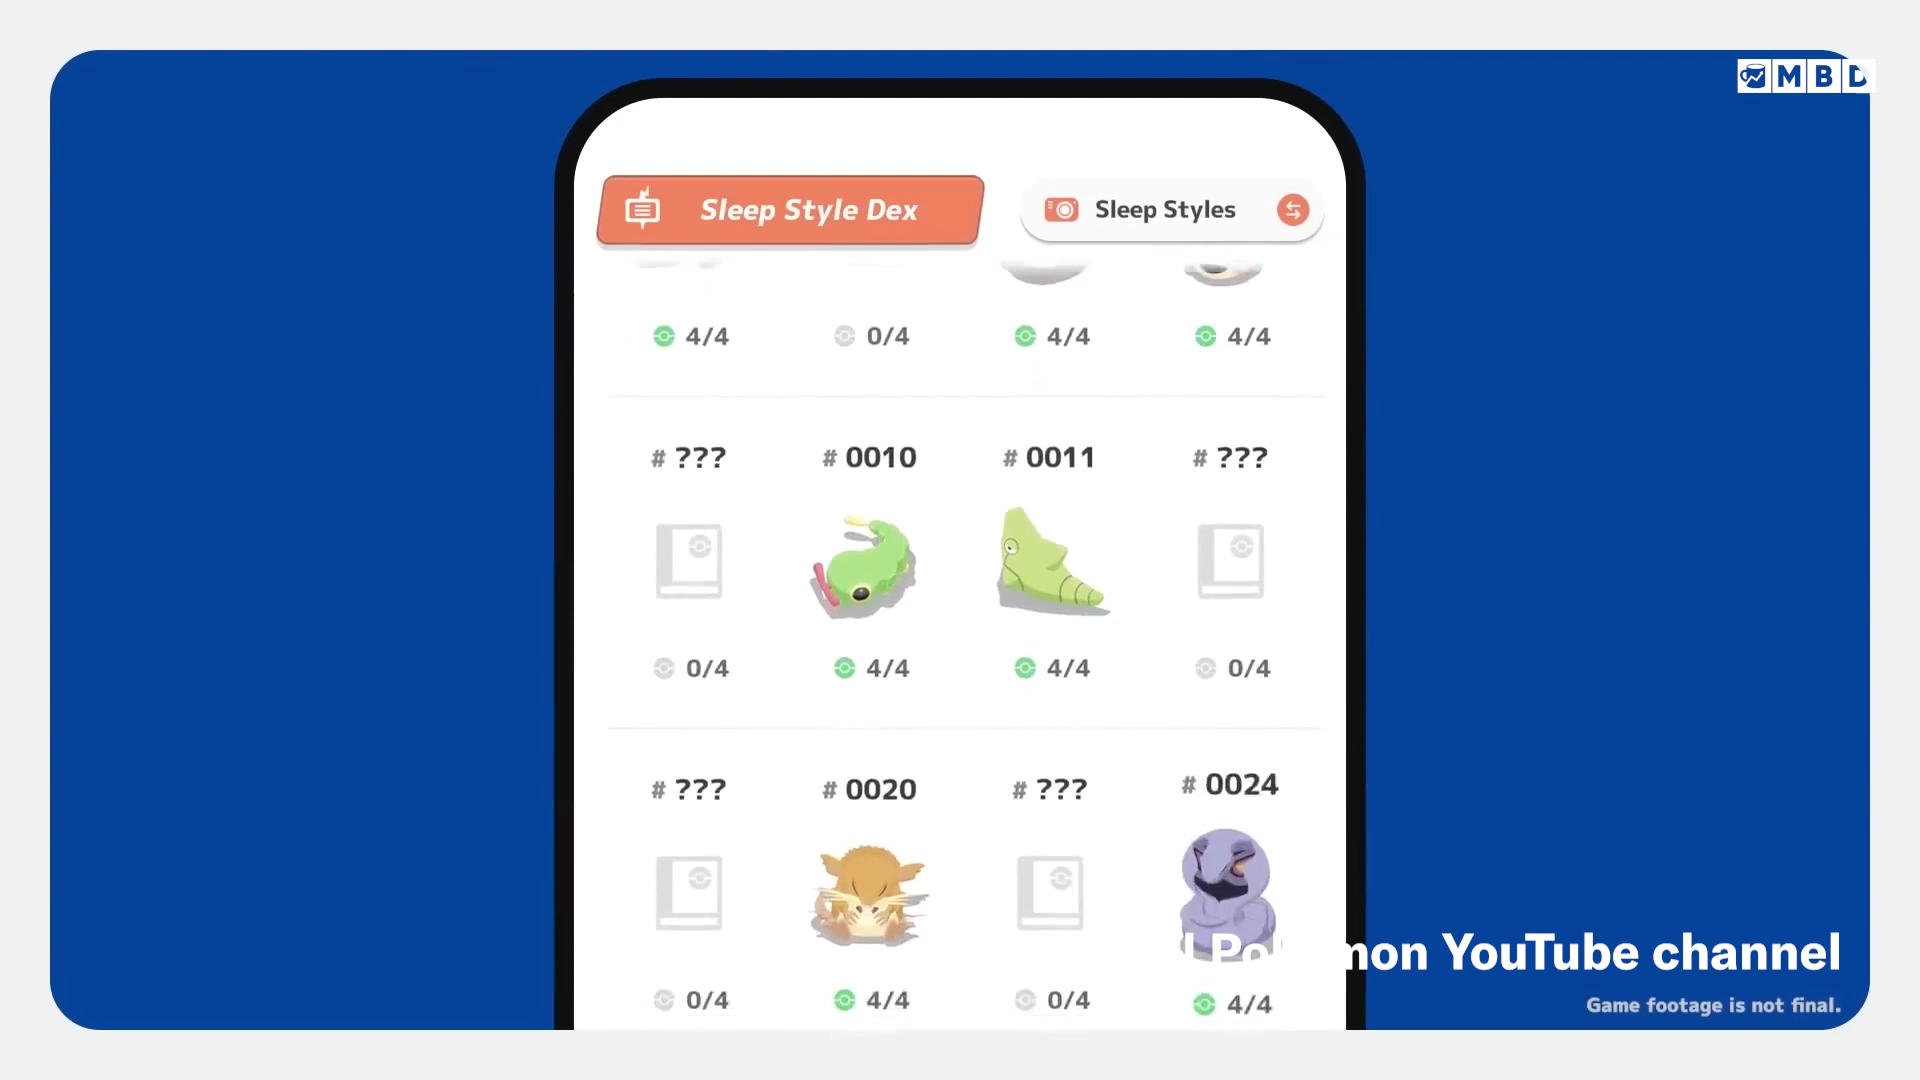 MBD
Sleep Style Dex
Sleep Styles
4/4 0/4 4/4 4/4
# ??? # 0010 # 0011 # ???
0/4 4/4 4/4 0/4
# ??? # 0020 # ??? # 0024
YouTube channel
0/4 4/4 0/4 4/4
Game footage is not final.